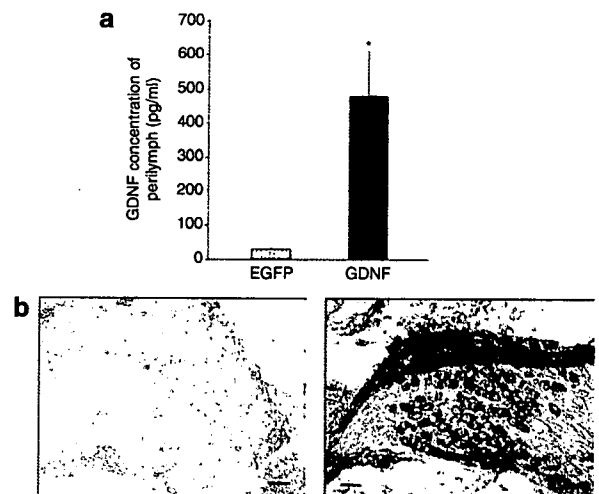 a
700
600
500
400
300
200
100
0
GDNF concentration of
perilymph (pg/ml)
*
EGFP
GDNF
b